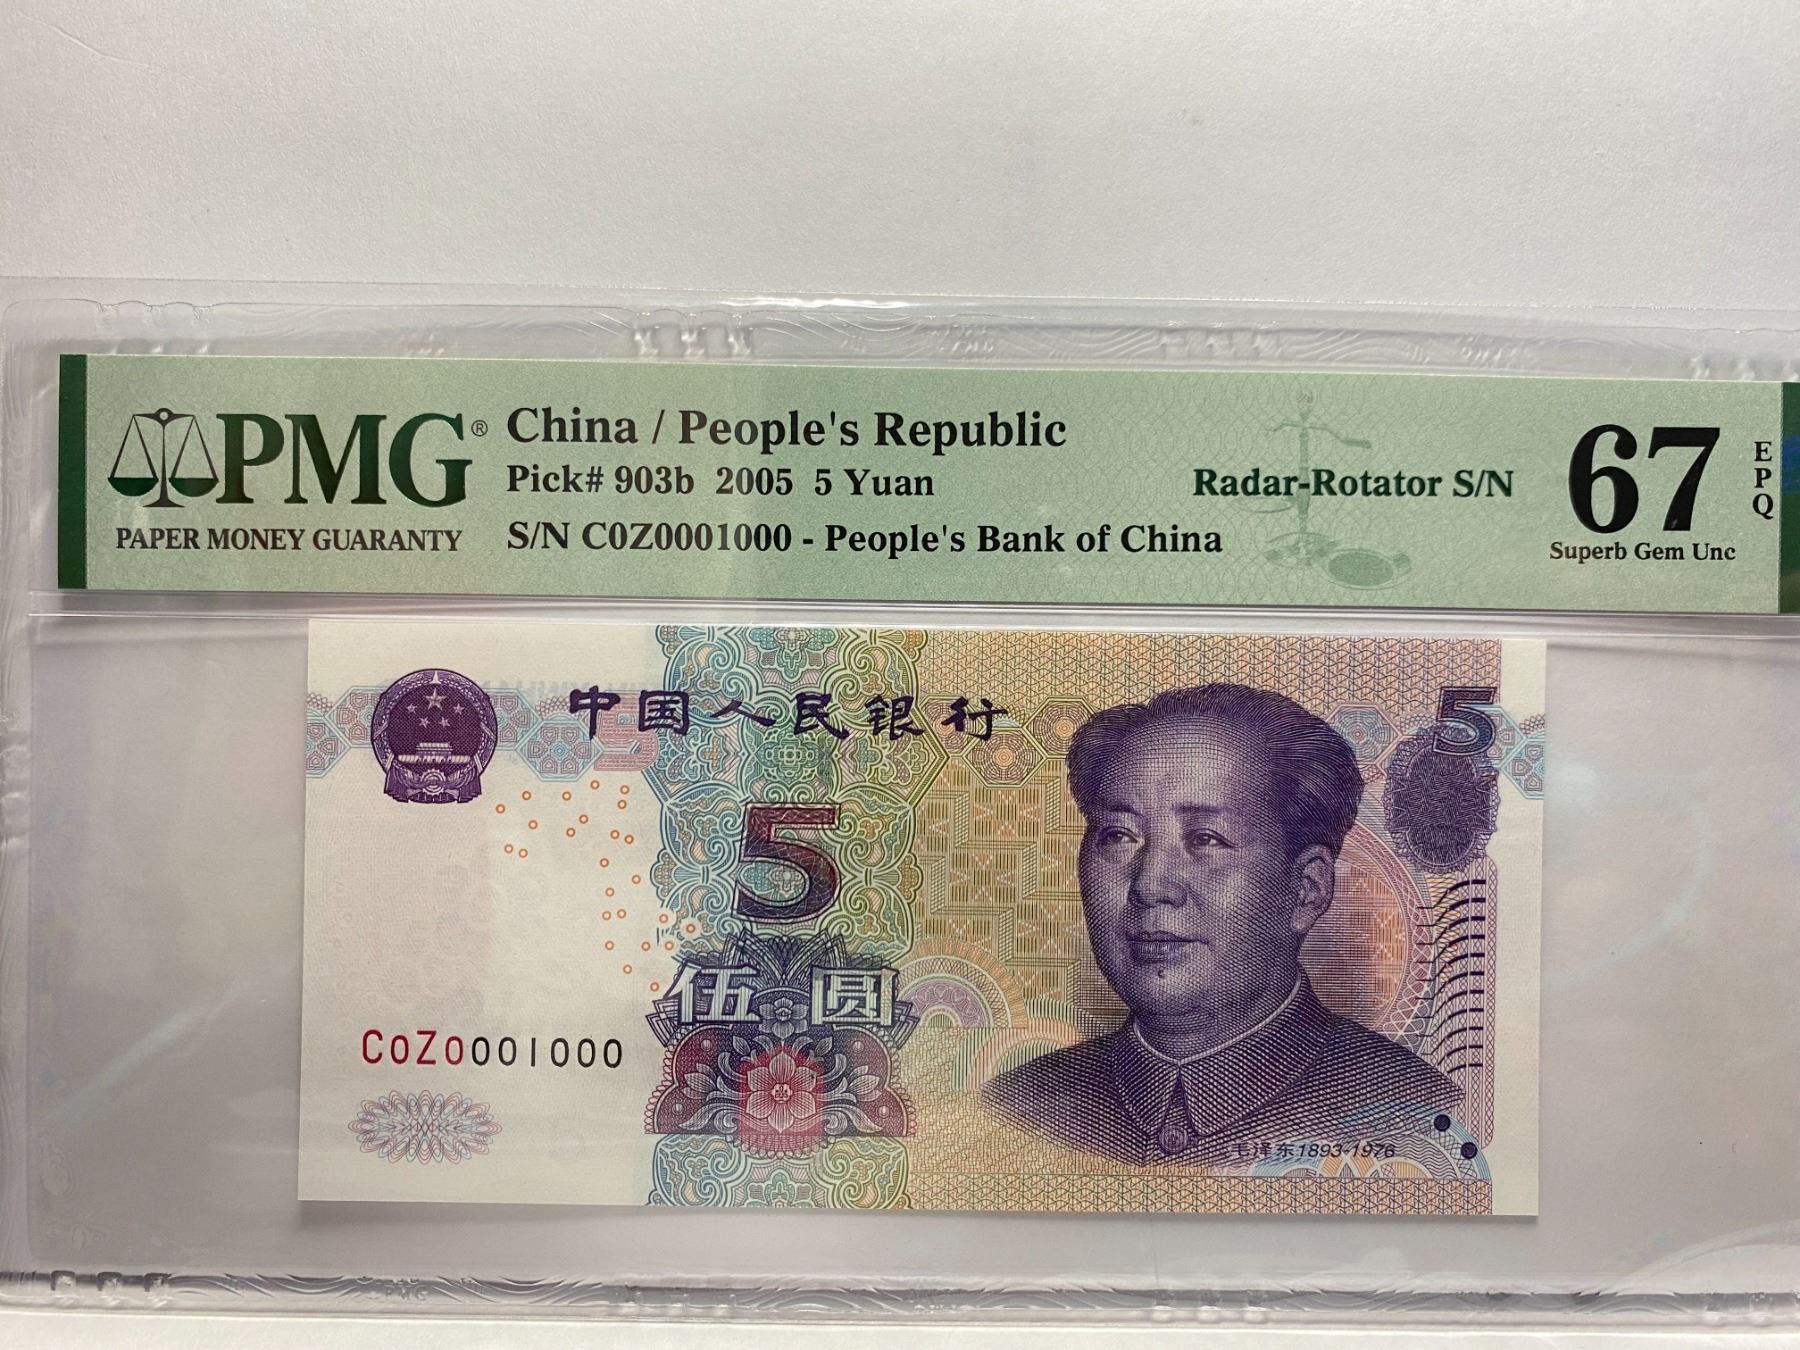 PMG®
PAPER MONEY GUARANTY
China / People's Republic
Pick# 903b 2005 5 Yuan
S/N C0Z0001000 - People's Bank of China
Radar-Rotator S/N
67
EPQ
Superb Gem Unc
中国人民银行
5
5
5
伍圆
C0Z0001000
毛泽东1893-1976
PMG